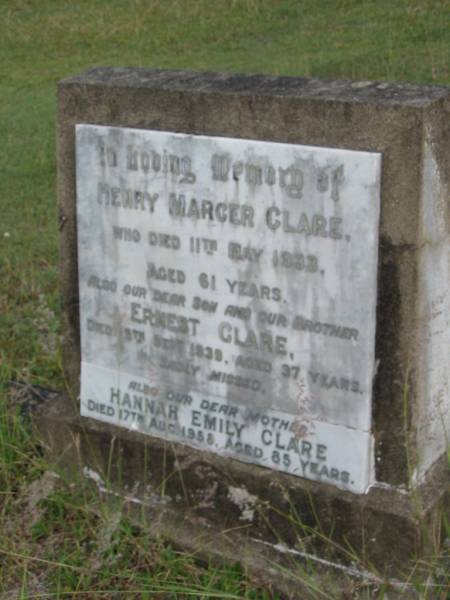 In Loving Memory of
HENRY MARCER CLARE,
WHO DIED 11TH MAY
AGED 61 YEARS.
ALSO OUR DEAR SON AND OUR BROTHER
ERNEST CLARE,
DIED SEPT 1938, AGED 37 YEARS.
SADLY MISSED.
ALSO OUR DEAR MOTHER
HANNAH EMILY CLARE
DIED 17TH AUG 1958, AGED 85 YEARS.